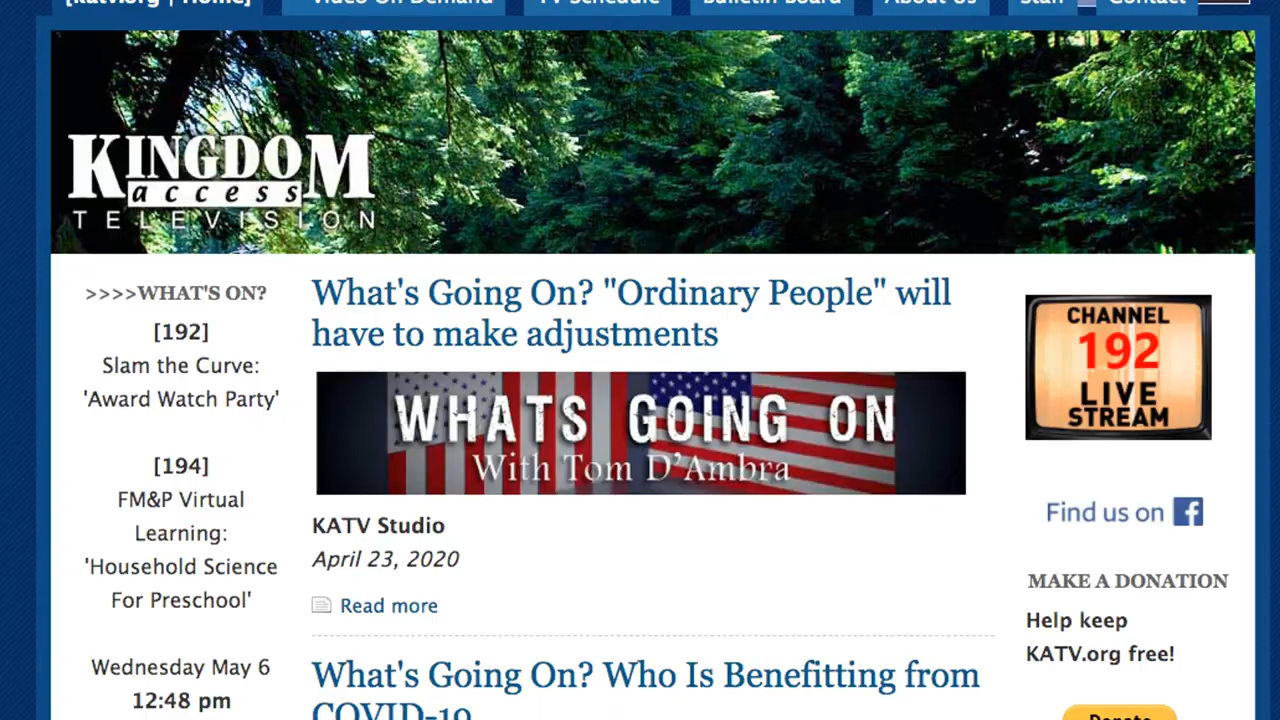 [katv.org | Home]
Video On Demand
TV Schedule
Bulletin Board
About Us
Staff
Contact
KINGDOM
access
TELEVISION
>>>>WHAT'S ON?
[192]
Slam the Curve:
'Award Watch Party'
[194]
FM&P Virtual
Learning:
'Household Science
For Preschool'
Wednesday May 6
12:48 pm
What's Going On? "Ordinary People" will
have to make adjustments
WHATS GOING ON
With Tom D'Ambra
KATV Studio
April 23, 2020
Read more
What's Going On? Who Is Benefitting from
COVID-19
CHANNEL
192
LIVE
STREAM
Find us on f
MAKE A DONATION
Help keep
KATV.org free!
Donate